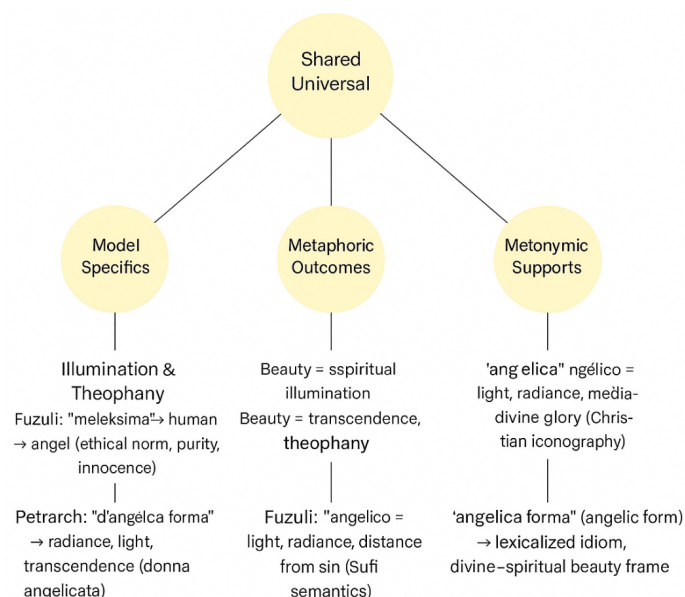 Shared
Universal
Model
Specifics
Metaphoric
Outcomes
Metonymic
Supports
Illumination &
Theophany
Fuzuli: "meleksima"→ human
→ angel (ethical norm, purity,
innocence)
Petrarch: "d'angélca forma"
→ radiance, light,
transcendence (donna
angelicata)
Beauty = sspiritual
illumination
Beauty = transcendence,
theophany
Fuzuli: "angelico =
light, radiance, distance
from sin (Sufi
semantics)
'ang elica" ngélico =
light, radiance, mèdia-
divine glory (Chris-
tian iconography)
'angelica forma" (angelic form)
→ lexicalized idiom,
divine–spiritual beauty frame